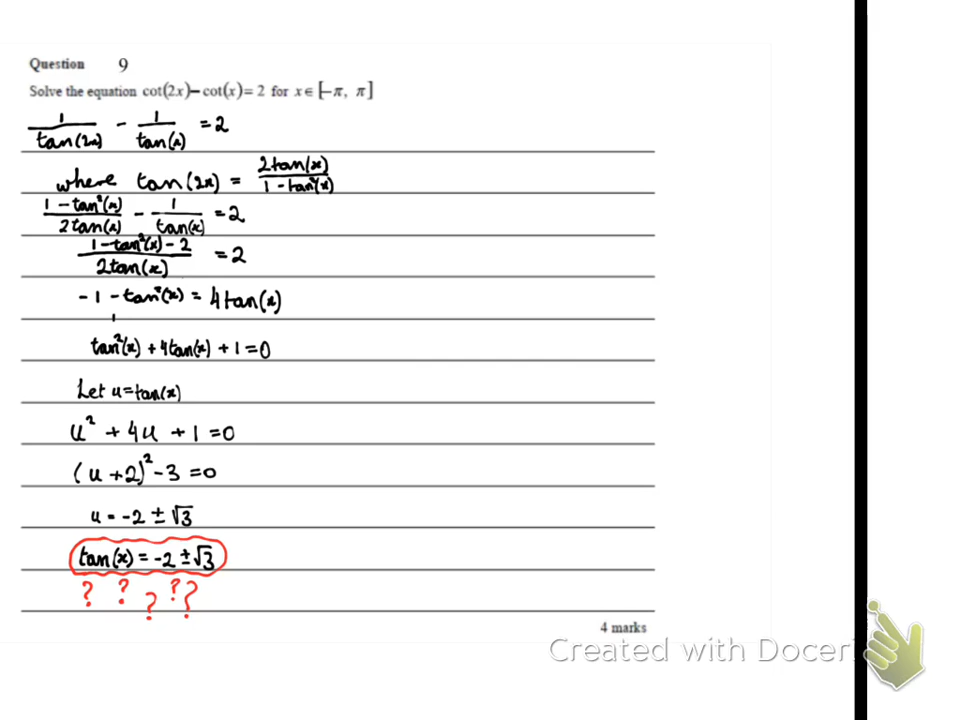 Question 9
Solve the equation cot(2x)−cot(x)= 2 for x∈[−π, π]
1/tan(2x) - 1/tan(x) = 2
where tan(2x) = 2tan(x)/(1 - tan²(x))
(1 - tan²(x))/(2tan(x)) - 1/tan(x) = 2
(1 - tan²(x) - 2)/(2tan(x)) = 2
- 1 - tan²(x) = 4tan(x)
tan²(x) + 4tan(x) + 1 = 0
Let u = tan(x)
u² + 4u + 1 = 0
(u + 2)² - 3 = 0
u = -2 ± √3
tan(x) = -2 ± √3
? ? ? ? ?
4 marks
Created with Doceri